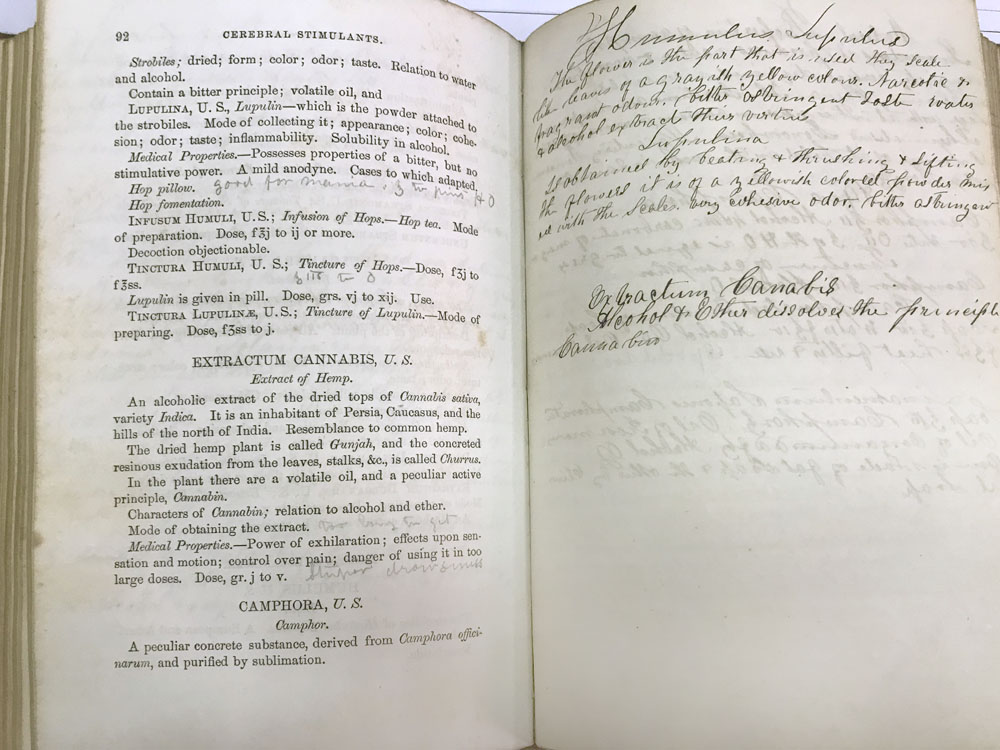 92 CEREBRAL STIMULANTS.
Strobiles; dried; form; color; odor; taste. Relation to water
and alcohol.
Contain a bitter principle; volatile oil, and
LUPULINA, U. S., Lupulin—which is the powder attached to
the strobiles. Mode of collecting it; appearance; color; cohe-
sion; odor; taste; inflammability. Solubility in alcohol.
Medical Properties.—Possesses properties of a bitter, but no
stimulative power. A mild anodyne. Cases to which adapted.
Hop pillow. good for
Hop fomentation.
INFUSUM HUMULI, U. S.; Infusion of Hops.—Hop tea. Mode
of preparation. Dose, fʒj to ij or more.
Decoction objectionable.
TINCTURA HUMULI, U. S.; Tincture of Hops.—Dose, fʒj to
f℥ss.
Lupulin is given in pill. Dose, grs. vj to xij. Use.
TINCTURA LUPULINÆ, U. S.; Tincture of Lupulin.—Mode of
preparing. Dose, fʒss to j.
EXTRACTUM CANNABIS, U. S.
Extract of Hemp.
An alcoholic extract of the dried tops of Cannabis sativa,
variety Indica. It is an inhabitant of Persia, Caucasus, and the
hills of the north of India. Resemblance to common hemp.
The dried hemp plant is called Gunjah, and the concreted
resinous exudation from the leaves, stalks, &c., is called Churrus.
In the plant there are a volatile oil, and a peculiar active
principle, Cannabin.
Characters of Cannabin; relation to alcohol and ether.
Mode of obtaining the extract.
Medical Properties.—Power of exhilaration; effects upon sen-
sation and motion; control over pain; danger of using it in too
large doses. Dose, gr. j to v. Stupor drowsiness
CAMPHORA, U. S.
Camphor.
A peculiar concrete substance, derived from Camphora offici-
narum, and purified by sublimation.
Humulus Lupulus
The flower is the part that is used they scale
like leaves of a grayish yellow colour. Narcotic &
fragrant odour. bitter astringent taste water
& alcohol extract their virtues
Lupulina
Is obtained by beating & thrushing & sifting
the flowers it is of a yellowish colored powder mix
ed with the scales. very cohesive odor, bitter astringent
Extractum Canabis
Alcohol & Ether dissolves the principle
Cannabin